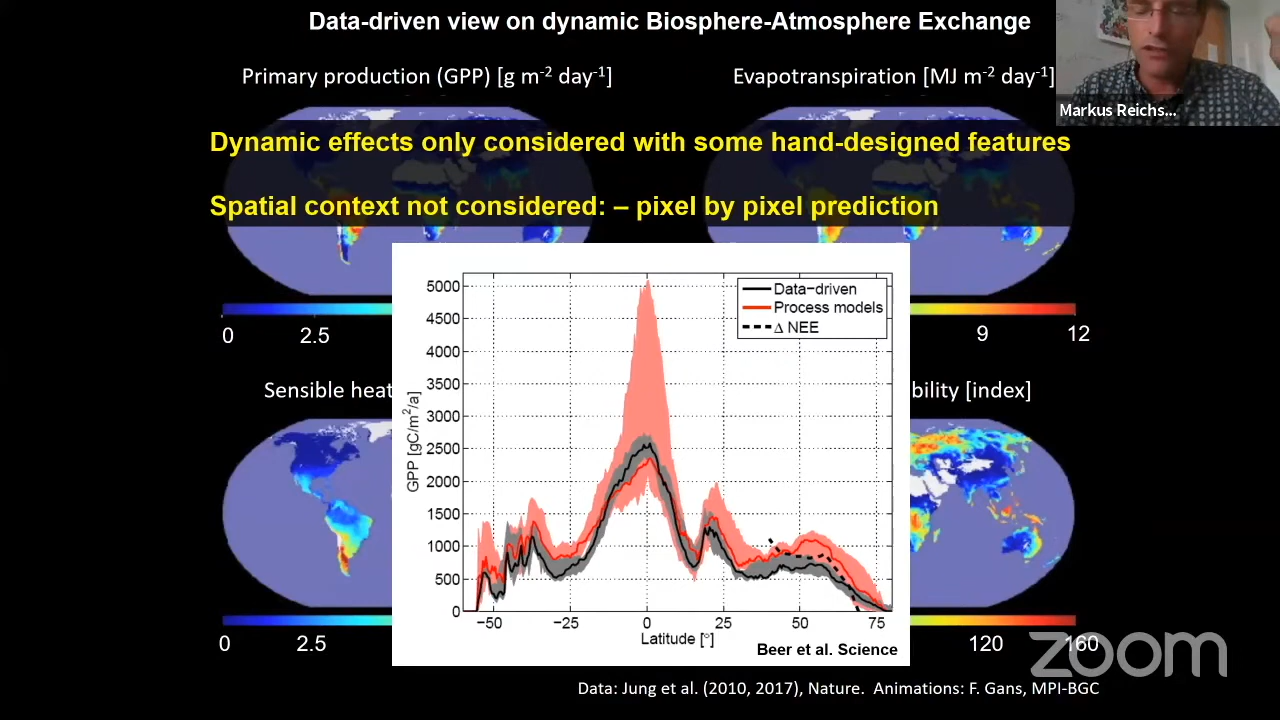 Data-driven view on dynamic Biosphere-Atmosphere Exchange
Primary production (GPP) [g m-2 day-1]
Evapotranspiration [MJ m-2 day-1]
Markus Reichs...
Dynamic effects only considered with some hand-designed features
Spatial context not considered: – pixel by pixel prediction
0 2.5
9 12
Sensible heat
bility [index]
GPP [gC/m2/a]
5000
4500
4000
3500
3000
2500
2000
1500
1000
500
0
Data−driven
Process models
Δ NEE
−50 −25 0 25 50 75
Latitude [°]
Beer et al. Science
0 2.5
120 160
zoom
Data: Jung et al. (2010, 2017), Nature. Animations: F. Gans, MPI-BGC